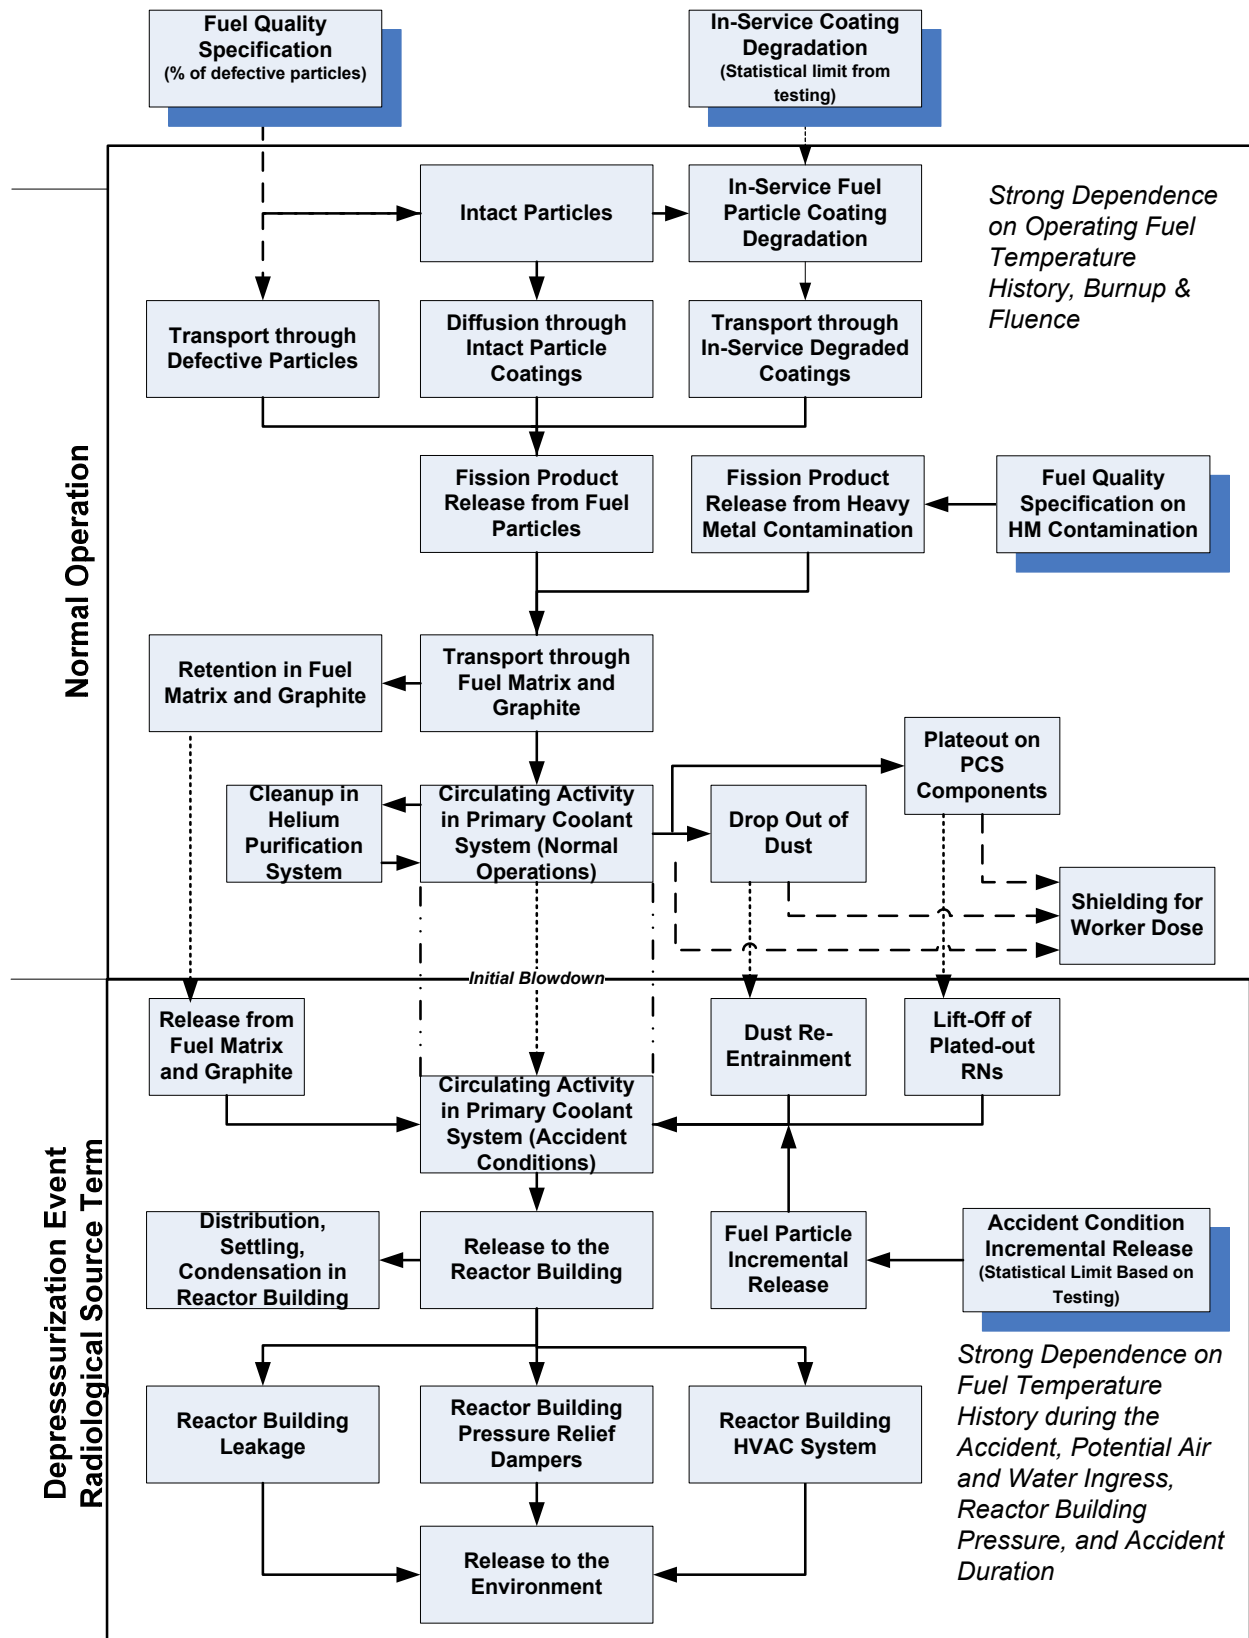 Fuel Quality
Specification
(% of defective particles)
In-Service Coating
Degradation
(Statistical limit from
testing)
Normal Operation
Intact Particles
In-Service Fuel
Particle Coating
Degradation
Strong Dependence
on Operating Fuel
Temperature
History, Burnup &
Fluence
Transport through
Defective Particles
Diffusion through
Intact Particle
Coatings
Transport through
In-Service Degraded
Coatings
Fission Product
Release from Fuel
Particles
Fission Product
Release from Heavy
Metal Contamination
Fuel Quality
Specification on
HM Contamination
Retention in Fuel
Matrix and Graphite
Transport through
Fuel Matrix and
Graphite
Plateout on
PCS
Components
Cleanup in
Helium
Purification
System
Circulating Activity
in Primary Coolant
System (Normal
Operations)
Drop Out of
Dust
Shielding for
Worker Dose
Initial Blowdown
Depresssurization Event
Radiological Source Term
Release from
Fuel Matrix
and Graphite
Dust Re-
Entrainment
Lift-Off of
Plated-out
RNs
Circulating Activity
in Primary Coolant
System (Accident
Conditions)
Distribution,
Settling,
Condensation in
Reactor Building
Release to the
Reactor Building
Fuel Particle
Incremental
Release
Accident Condition
Incremental Release
(Statistical Limit Based on
Testing)
Strong Dependence on
Fuel Temperature
History during the
Accident, Potential Air
and Water Ingress,
Reactor Building
Pressure, and Accident
Duration
Reactor Building
Leakage
Reactor Building
Pressure Relief
Dampers
Reactor Building
HVAC System
Release to the
Environment